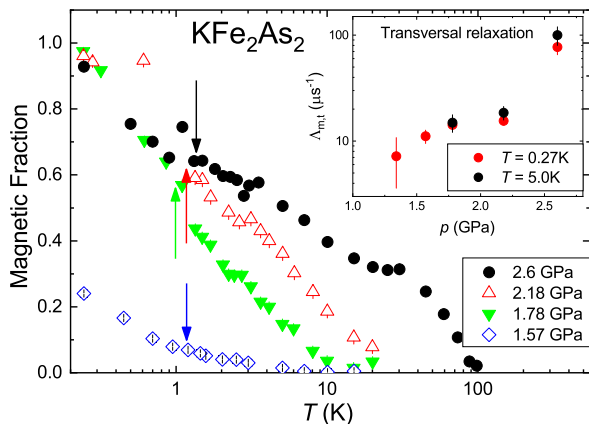 KFe₂As₂
Magnetic Fraction
1.0
0.8
0.6
0.4
0.2
0.0
1
10
100
T (K)
2.6 GPa
2.18 GPa
1.78 GPa
1.57 GPa
Transversal relaxation
Λm,t (μs⁻¹)
100
10
1.0
1.5
2.0
2.5
p (GPa)
T = 0.27K
T = 5.0K